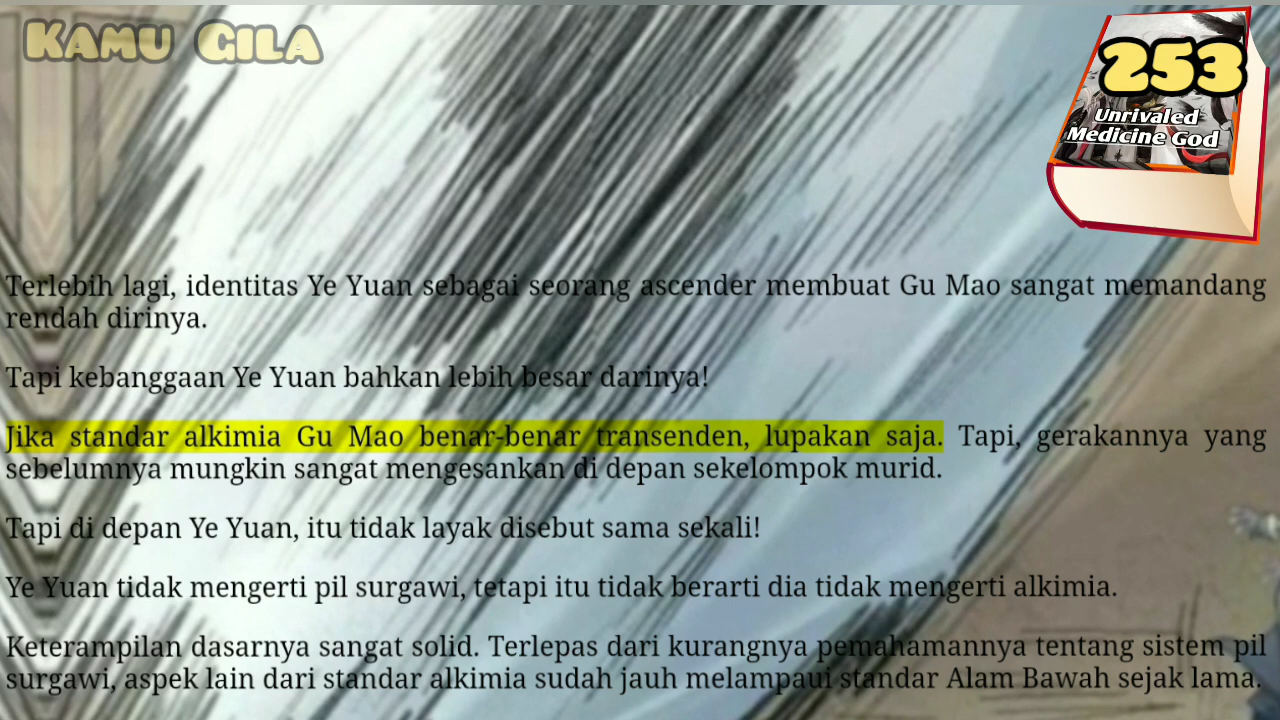 Kamu Gila
253
Unrivaled
Medicine God
Terlebih lagi, identitas Ye Yuan sebagai seorang ascender membuat Gu Mao sangat memandang
rendah dirinya.
Tapi kebanggaan Ye Yuan bahkan lebih besar darinya!
Jika standar alkimia Gu Mao benar-benar transenden, lupakan saja. Tapi, gerakannya yang
sebelumnya mungkin sangat mengesankan di depan sekelompok murid.
Tapi di depan Ye Yuan, itu tidak layak disebut sama sekali!
Ye Yuan tidak mengerti pil surgawi, tetapi itu tidak berarti dia tidak mengerti alkimia.
Keterampilan dasarnya sangat solid. Terlepas dari kurangnya pemahamannya tentang sistem pil
surgawi, aspek lain dari standar alkimia sudah jauh melampaui standar Alam Bawah sejak lama.